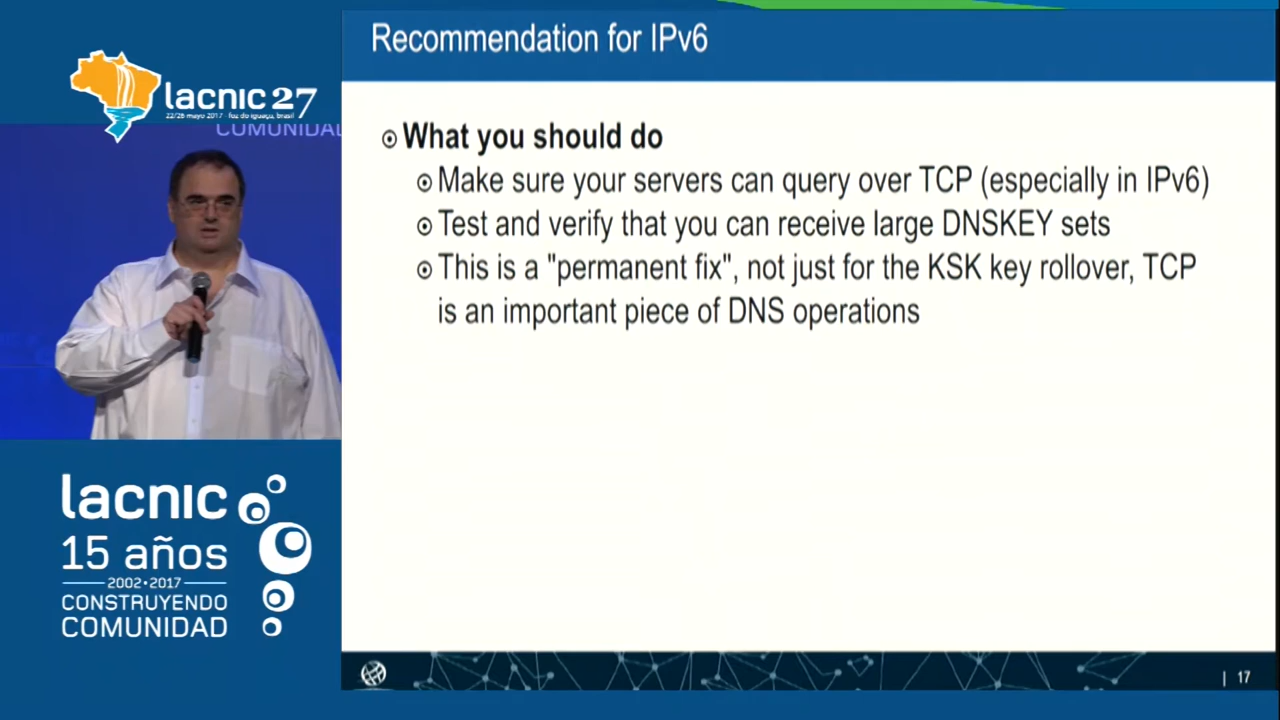 Recommendation for IPv6
lacnic 27
22/26 mayo 2017 - foz do iguaçu, brasil
COMUNIDAD
What you should do
Make sure your servers can query over TCP (especially in IPv6)
Test and verify that you can receive large DNSKEY sets
This is a "permanent fix", not just for the KSK key rollover, TCP
is an important piece of DNS operations
lacnic
15 años
2002•2017
CONSTRUYENDO
COMUNIDAD
| 17